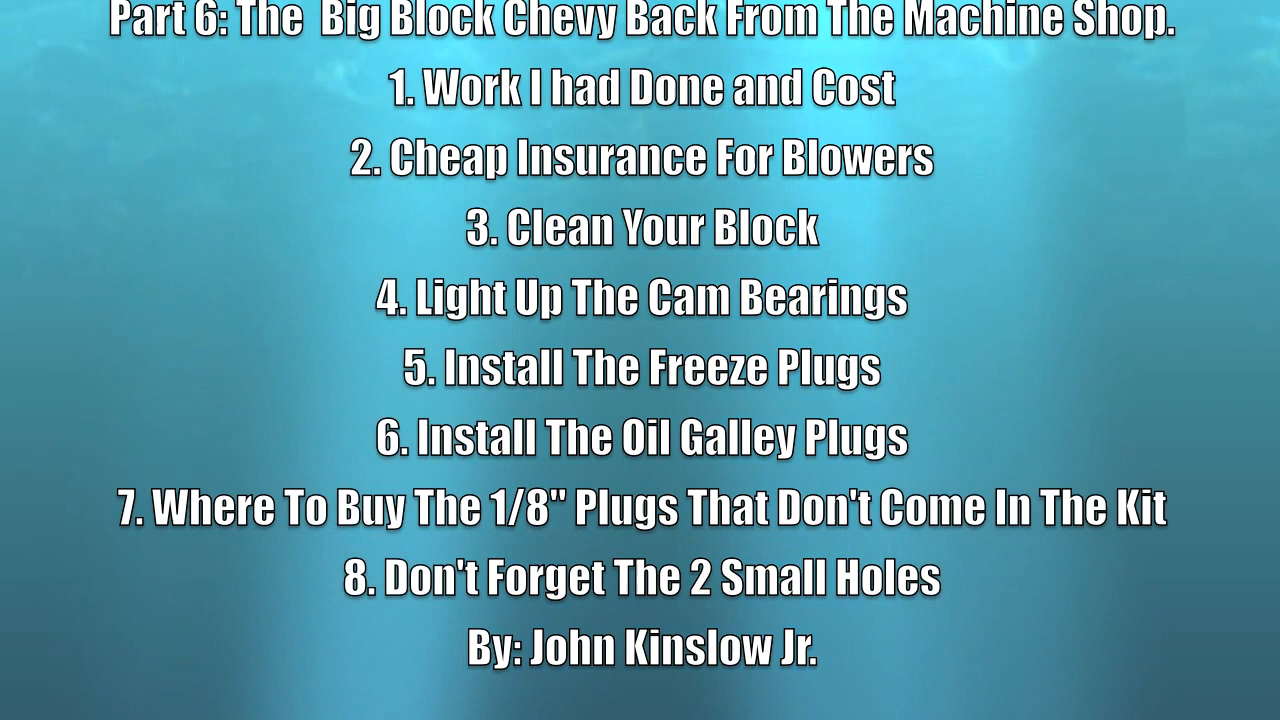 Part 6: The  Big Block Chevy Back From The Machine Shop.
1. Work I had Done and Cost
2. Cheap Insurance For Blowers
3. Clean Your Block
4. Light Up The Cam Bearings
5. Install The Freeze Plugs
6. Install The Oil Galley Plugs
7. Where To Buy The 1/8" Plugs That Don't Come In The Kit
8. Don't Forget The 2 Small Holes
By: John Kinslow Jr.